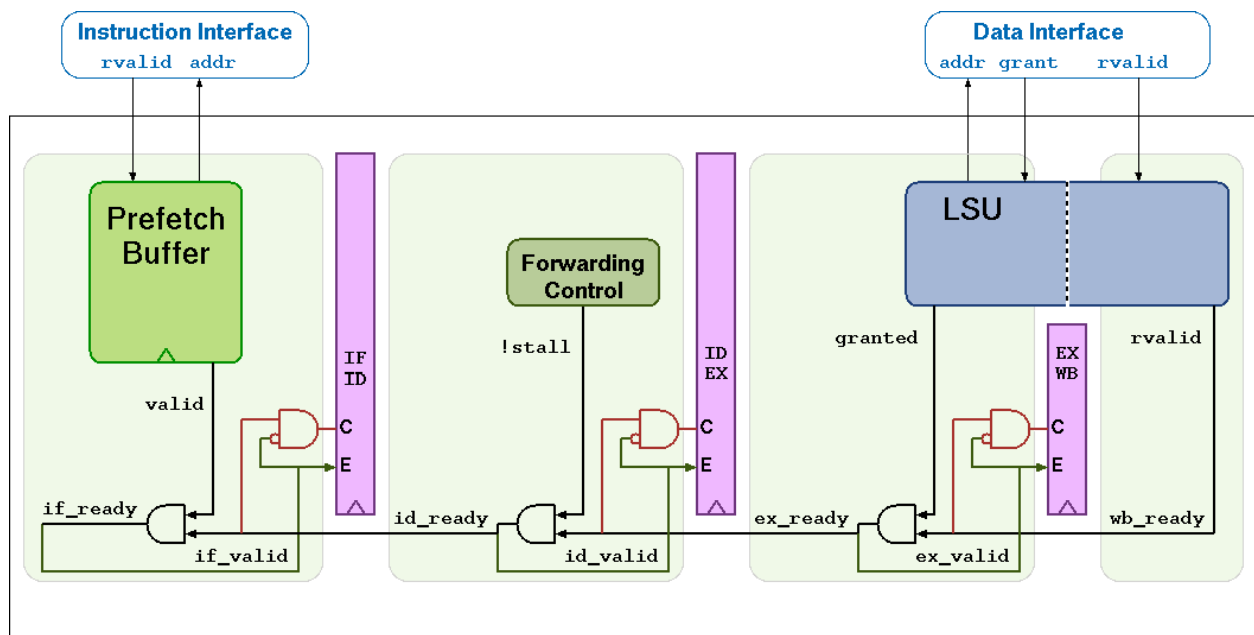 Instruction Interface
rvalid addr
Data Interface
addr grant rvalid
Prefetch
Buffer
valid
IF
ID
C
E
if_ready
if_valid
Forwarding
Control
!stall
ID
EX
C
E
id_ready
id_valid
LSU
granted
rvalid
EX
WB
C
E
ex_ready
ex_valid
wb_ready